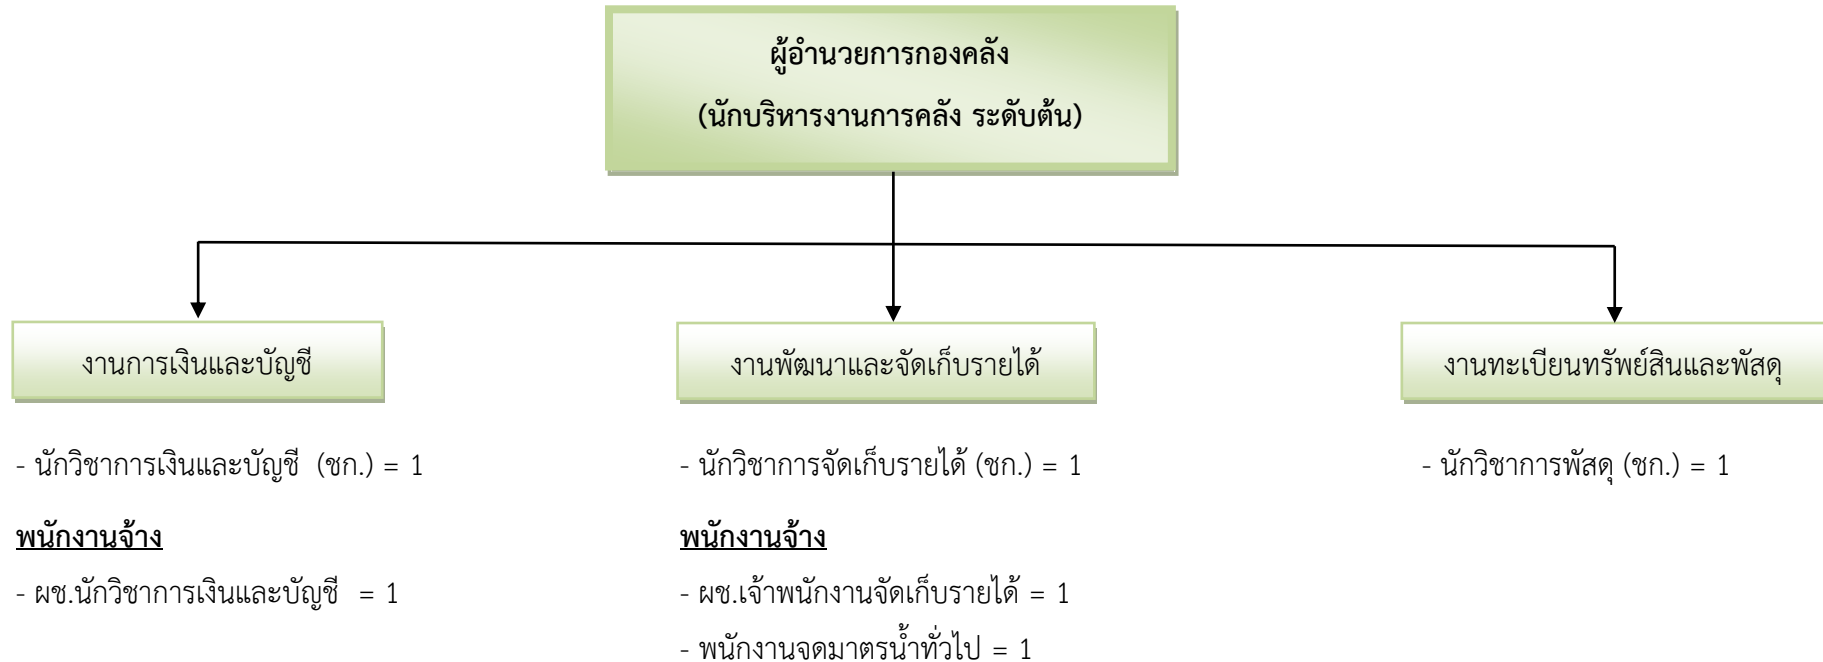 ผู้อำนวยการกองคลัง
(นักบริหารงานการคลัง ระดับต้น)
งานการเงินและบัญชี
- นักวิชาการเงินและบัญชี (ชก.) = 1
พนักงานจ้าง
- ผช.นักวิชาการเงินและบัญชี = 1
งานพัฒนาและจัดเก็บรายได้
- นักวิชาการจัดเก็บรายได้ (ชก.) = 1
พนักงานจ้าง
- ผช.เจ้าพนักงานจัดเก็บรายได้ = 1
- พนักงานจดมาตรน้ำทั่วไป = 1
งานทะเบียนทรัพย์สินและพัสดุ
- นักวิชาการพัสดุ (ชก.) = 1